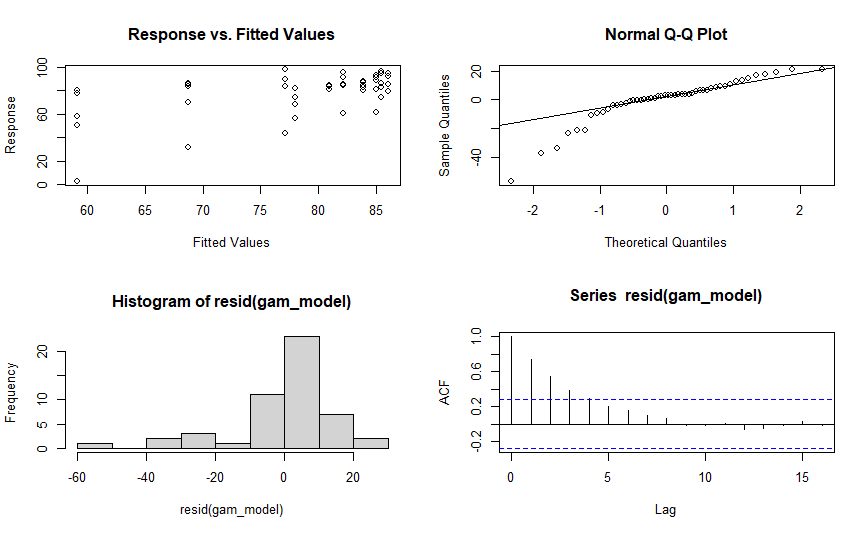 Response vs. Fitted Values
Response
0 20 60 100
60 65 70 75 80 85
Fitted Values
Normal Q-Q Plot
Sample Quantiles
-40 0 20
-2 -1 0 1 2
Theoretical Quantiles
Histogram of resid(gam_model)
Frequency
0 5 10 20
-60 -40 -20 0 20
resid(gam_model)
Series resid(gam_model)
ACF
-0.2 0.2 0.6 1.0
0 5 10 15
Lag